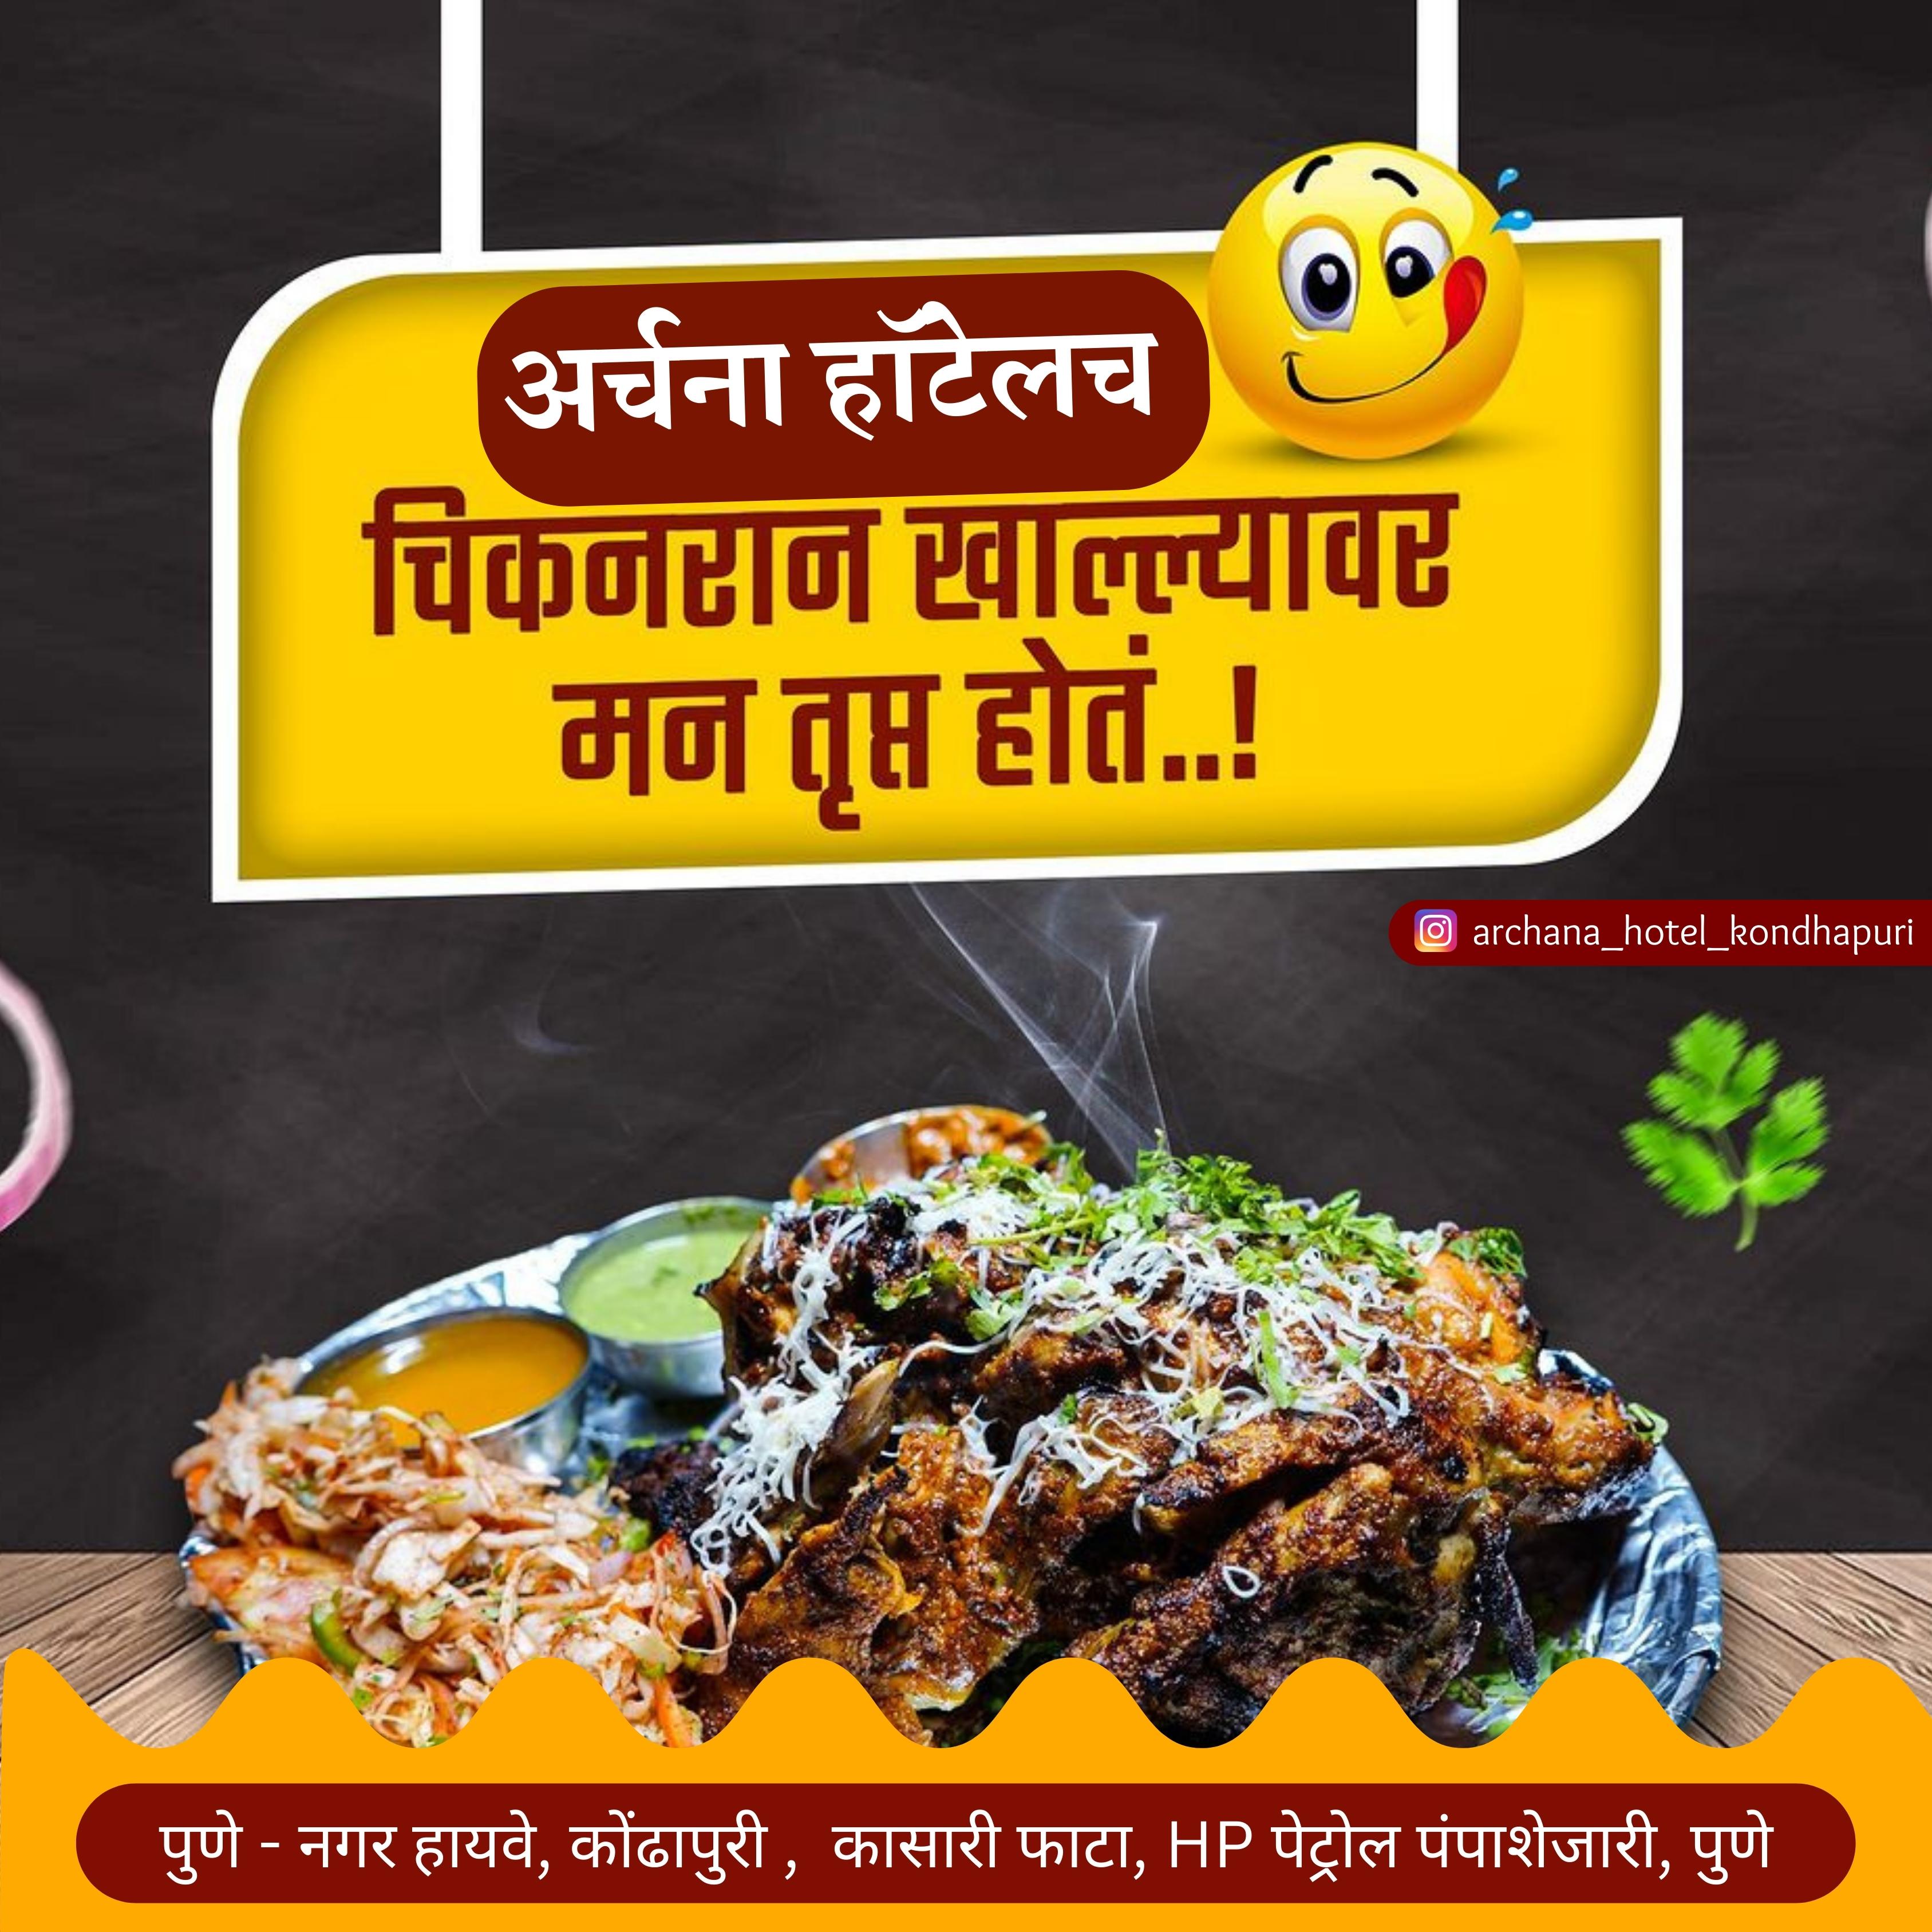 अर्चना हॉटेलच
चिकनरान खाल्ल्यावर
मन तृप्त होतं..!
archana_hotel_kondhapuri
पुणे - नगर हायवे, कोंढापुरी , कासारी फाटा, HP पेट्रोल पंपाशेजारी, पुणे